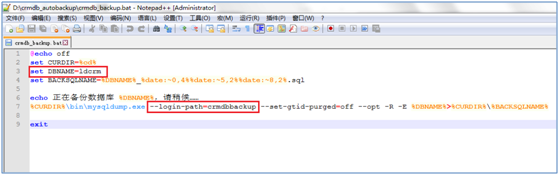 D:\crmdb_autobackup\crmdb_backup.bat - Notepad++ [Administrator]
文件(F) 编辑(E) 搜索(S) 视图(V) 编码(N) 语言(L) 设置(T) 工具(O) 宏(M) 运行(R) 插件(P) 窗口(W) ?
crmdb_backup.bat
1 @echo off
2 set CURDIR=%cd%
3 set DBNAME=ldcrm
4 set BACKSQLNAME=%DBNAME%_%date:~0,4%%date:~5,2%%date:~8,2%.sql
5
6 echo 正在备份数据库 %DBNAME%, 请稍候……
7 %CURDIR%\bin\mysqldump.exe --login-path=crmdbbackup --set-gtid-purged=off --opt -R -E %DBNAME%>%CURDIR%\%BACKSQLNAME%
8
9 exit